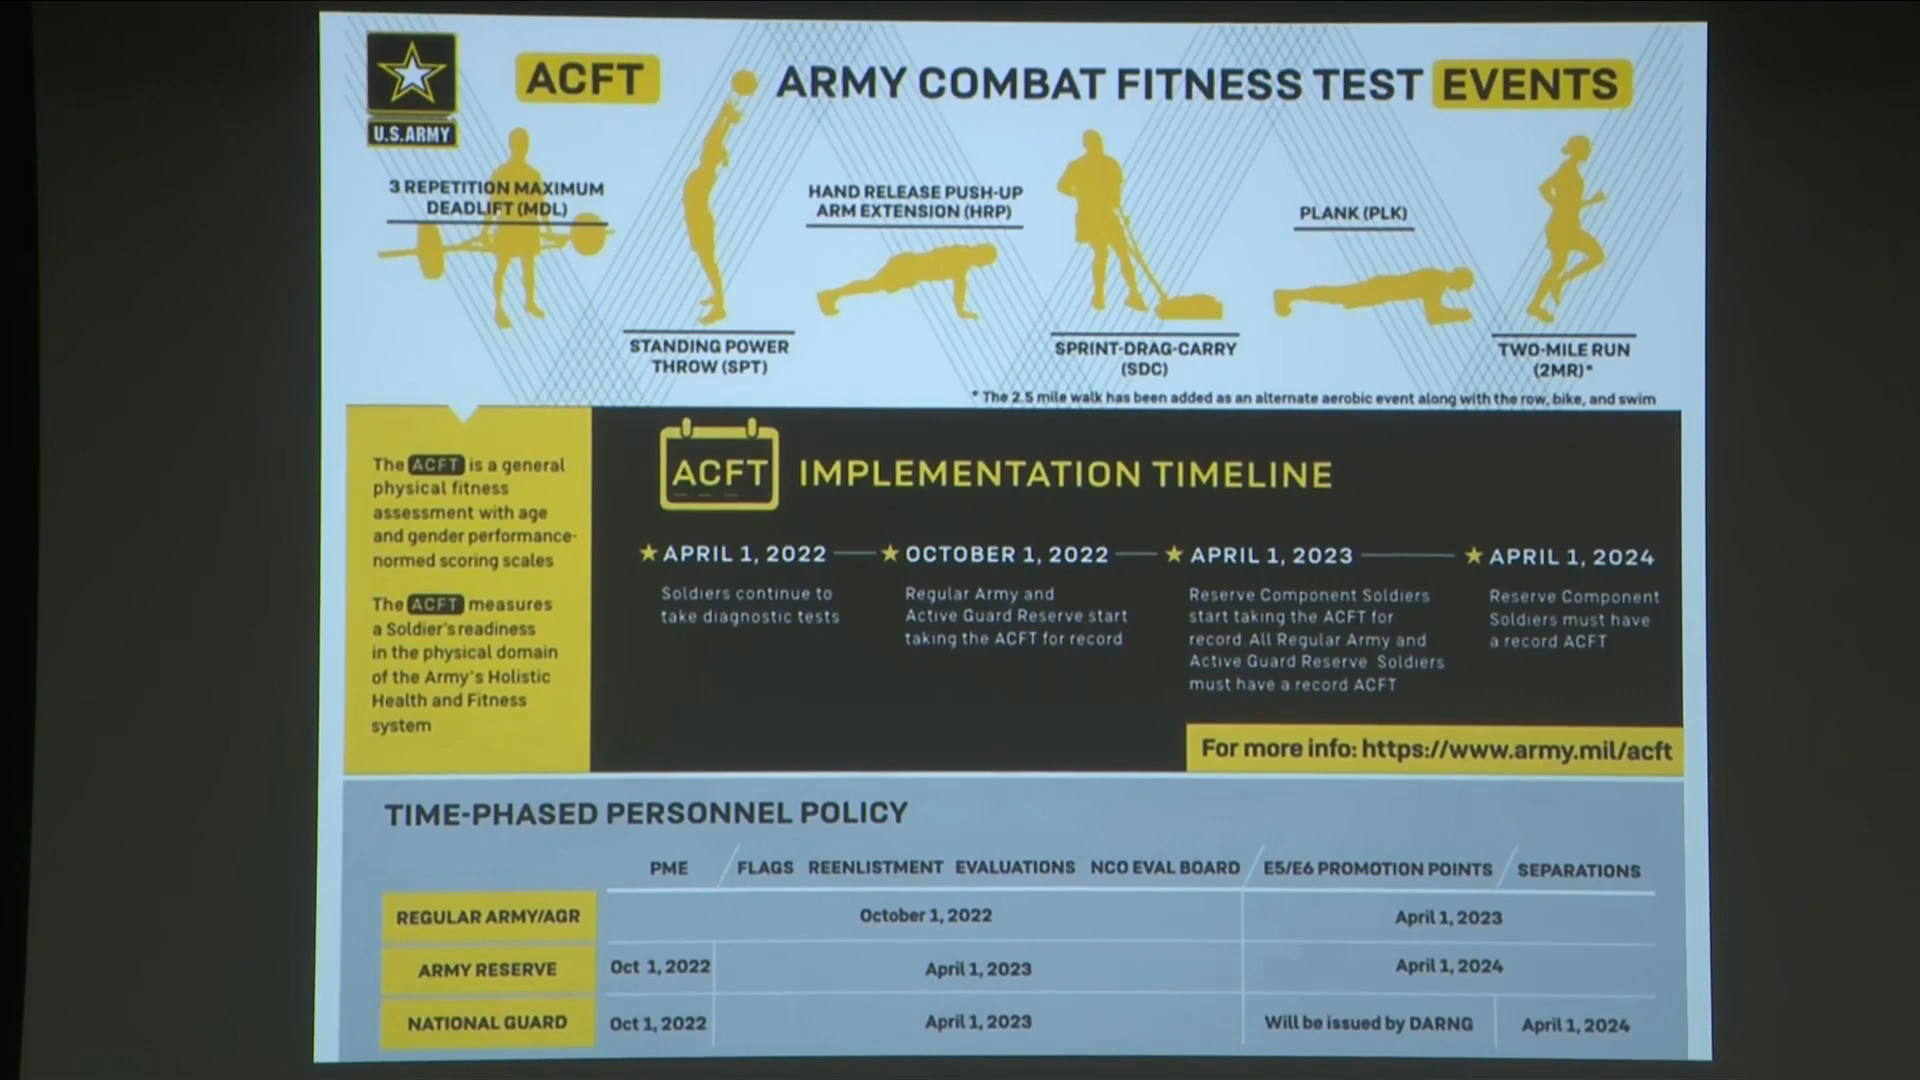 U.S.ARMY
ACFT
ARMY COMBAT FITNESS TEST EVENTS
3 REPETITION MAXIMUM
DEADLIFT (MDL)
STANDING POWER
THROW (SPT)
HAND RELEASE PUSH-UP
ARM EXTENSION (HRP)
SPRINT-DRAG-CARRY
(SDC)
PLANK (PLK)
TWO-MILE RUN
(2MR)*
* The 2.5 mile walk has been added as an alternate aerobic event along with the row, bike, and swim
The ACFT is a general
physical fitness
assessment with age
and gender performance-
normed scoring scales
The ACFT measures
a Soldier's readiness
in the physical domain
of the Army's Holistic
Health and Fitness
system
ACFT IMPLEMENTATION TIMELINE
APRIL 1, 2022
Soldiers continue to
take diagnostic tests
OCTOBER 1, 2022
Regular Army and
Active Guard Reserve start
taking the ACFT for record
APRIL 1, 2023
Reserve Component Soldiers
start taking the ACFT for
record. All Regular Army and
Active Guard Reserve Soldiers
must have a record ACFT
APRIL 1, 2024
Reserve Component
Soldiers must have
a record ACFT
For more info: https://www.army.mil/acft
TIME-PHASED PERSONNEL POLICY
PME FLAGS REENLISTMENT EVALUATIONS NCO EVAL BOARD E5/E6 PROMOTION POINTS SEPARATIONS
REGULAR ARMY/AGR October 1, 2022 April 1, 2023
ARMY RESERVE Oct 1, 2022 April 1, 2023 April 1, 2024
NATIONAL GUARD Oct 1, 2022 April 1, 2023 Will be issued by DARNG April 1, 2024